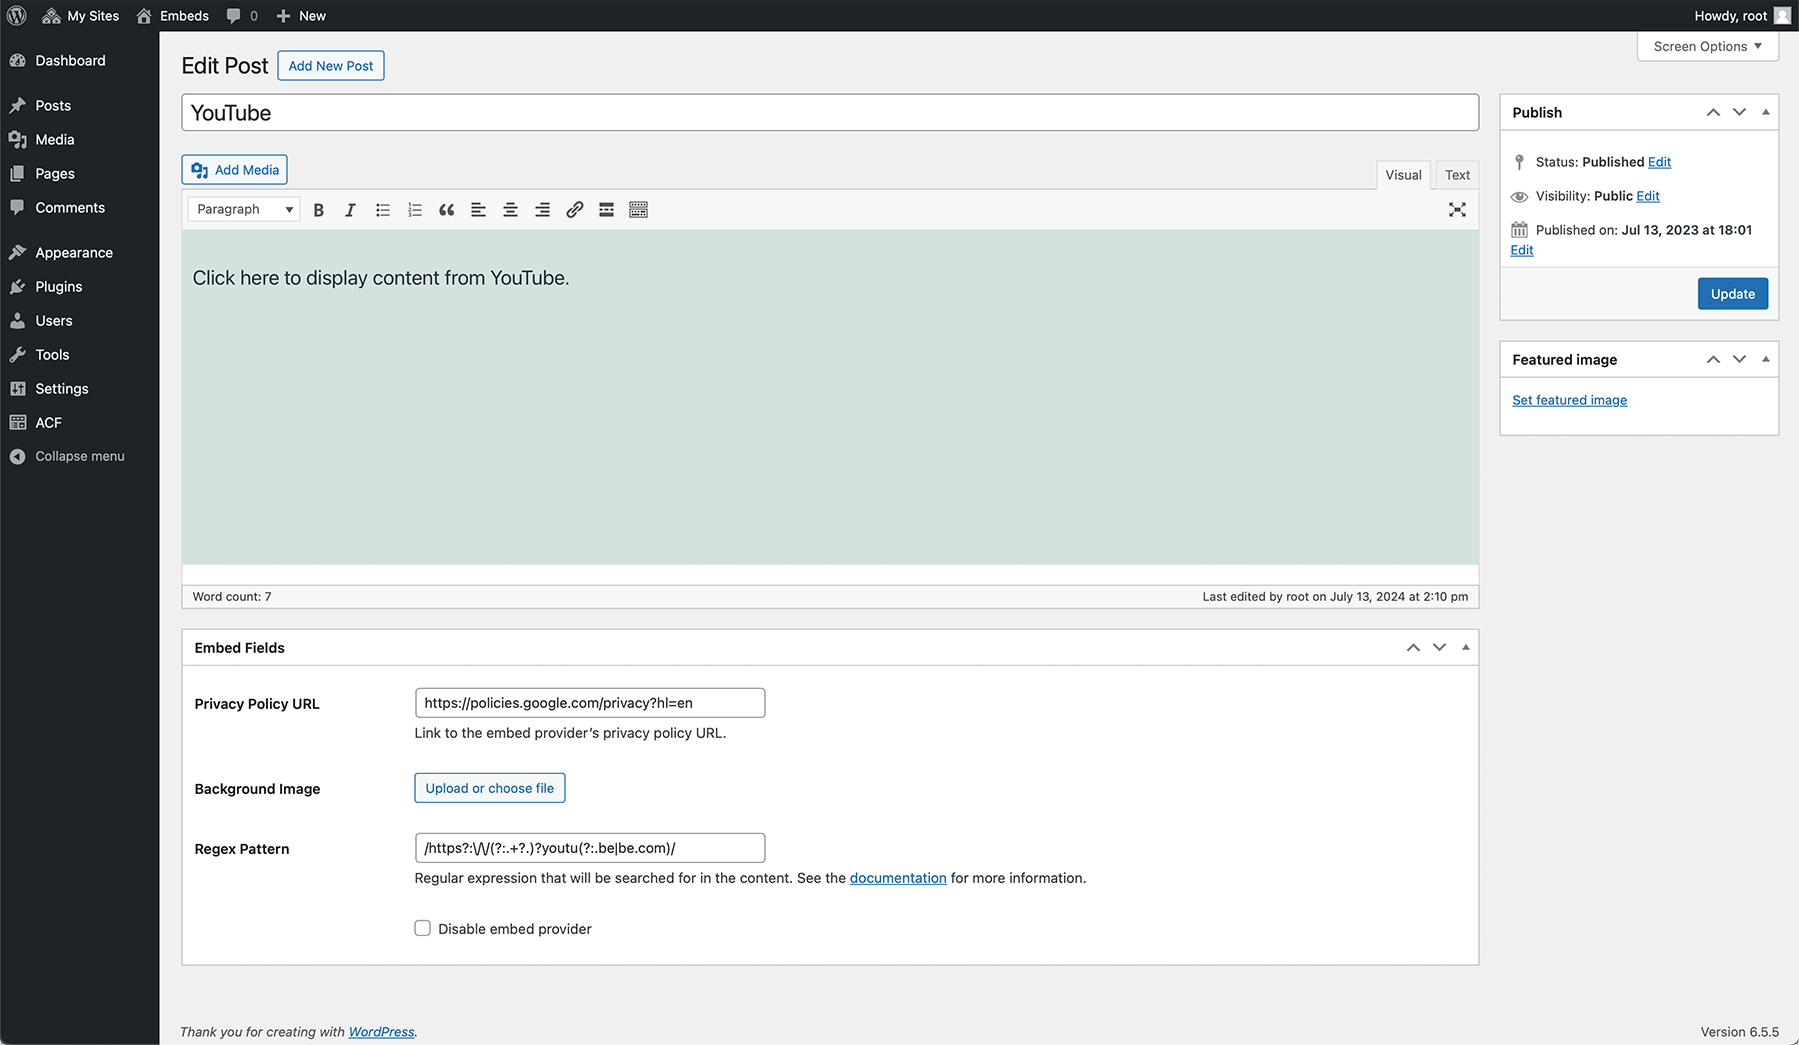 My Sites Embeds 0 New Howdy, root
Screen Options
Dashboard
Posts
Media
Pages
Comments
Appearance
Plugins
Users
Tools
Settings
ACF
Collapse menu
Edit Post Add New Post
YouTube
Add Media
Visual Text
Paragraph
Click here to display content from YouTube.
Word count: 7 Last edited by root on July 13, 2024 at 2:10 pm
Embed Fields
Privacy Policy URL https://policies.google.com/privacy?hl=en
Link to the embed provider’s privacy policy URL.
Background Image Upload or choose file
Regex Pattern /https?:\/\/(?:.+?.)?youtu(?:.be|be.com)/
Regular expression that will be searched for in the content. See the documentation for more information.
Disable embed provider
Publish
Status: Published Edit
Visibility: Public Edit
Published on: Jul 13, 2023 at 18:01
Edit
Update
Featured image
Set featured image
Thank you for creating with WordPress. Version 6.5.5